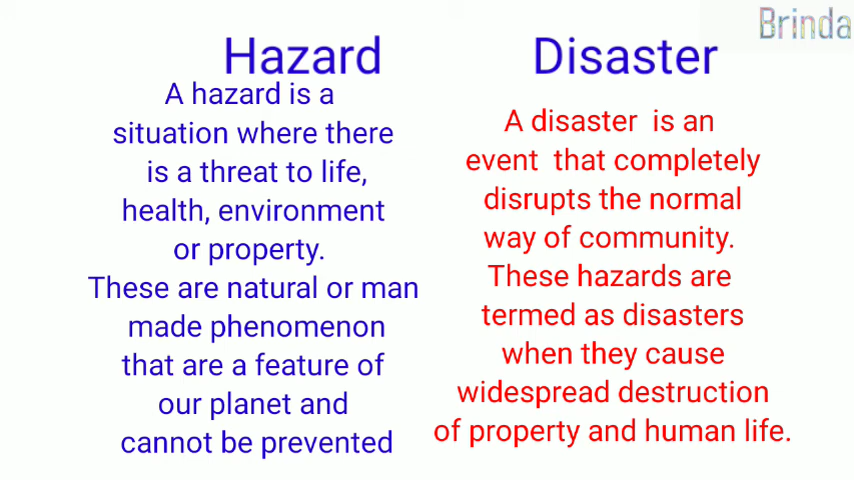 Brinda
Hazard
A hazard is a
situation where there
is a threat to life,
health, environment
or property.
These are natural or man
made phenomenon
that are a feature of
our planet and
cannot be prevented
Disaster
A disaster is an
event that completely
disrupts the normal
way of community.
These hazards are
termed as disasters
when they cause
widespread destruction
of property and human life.